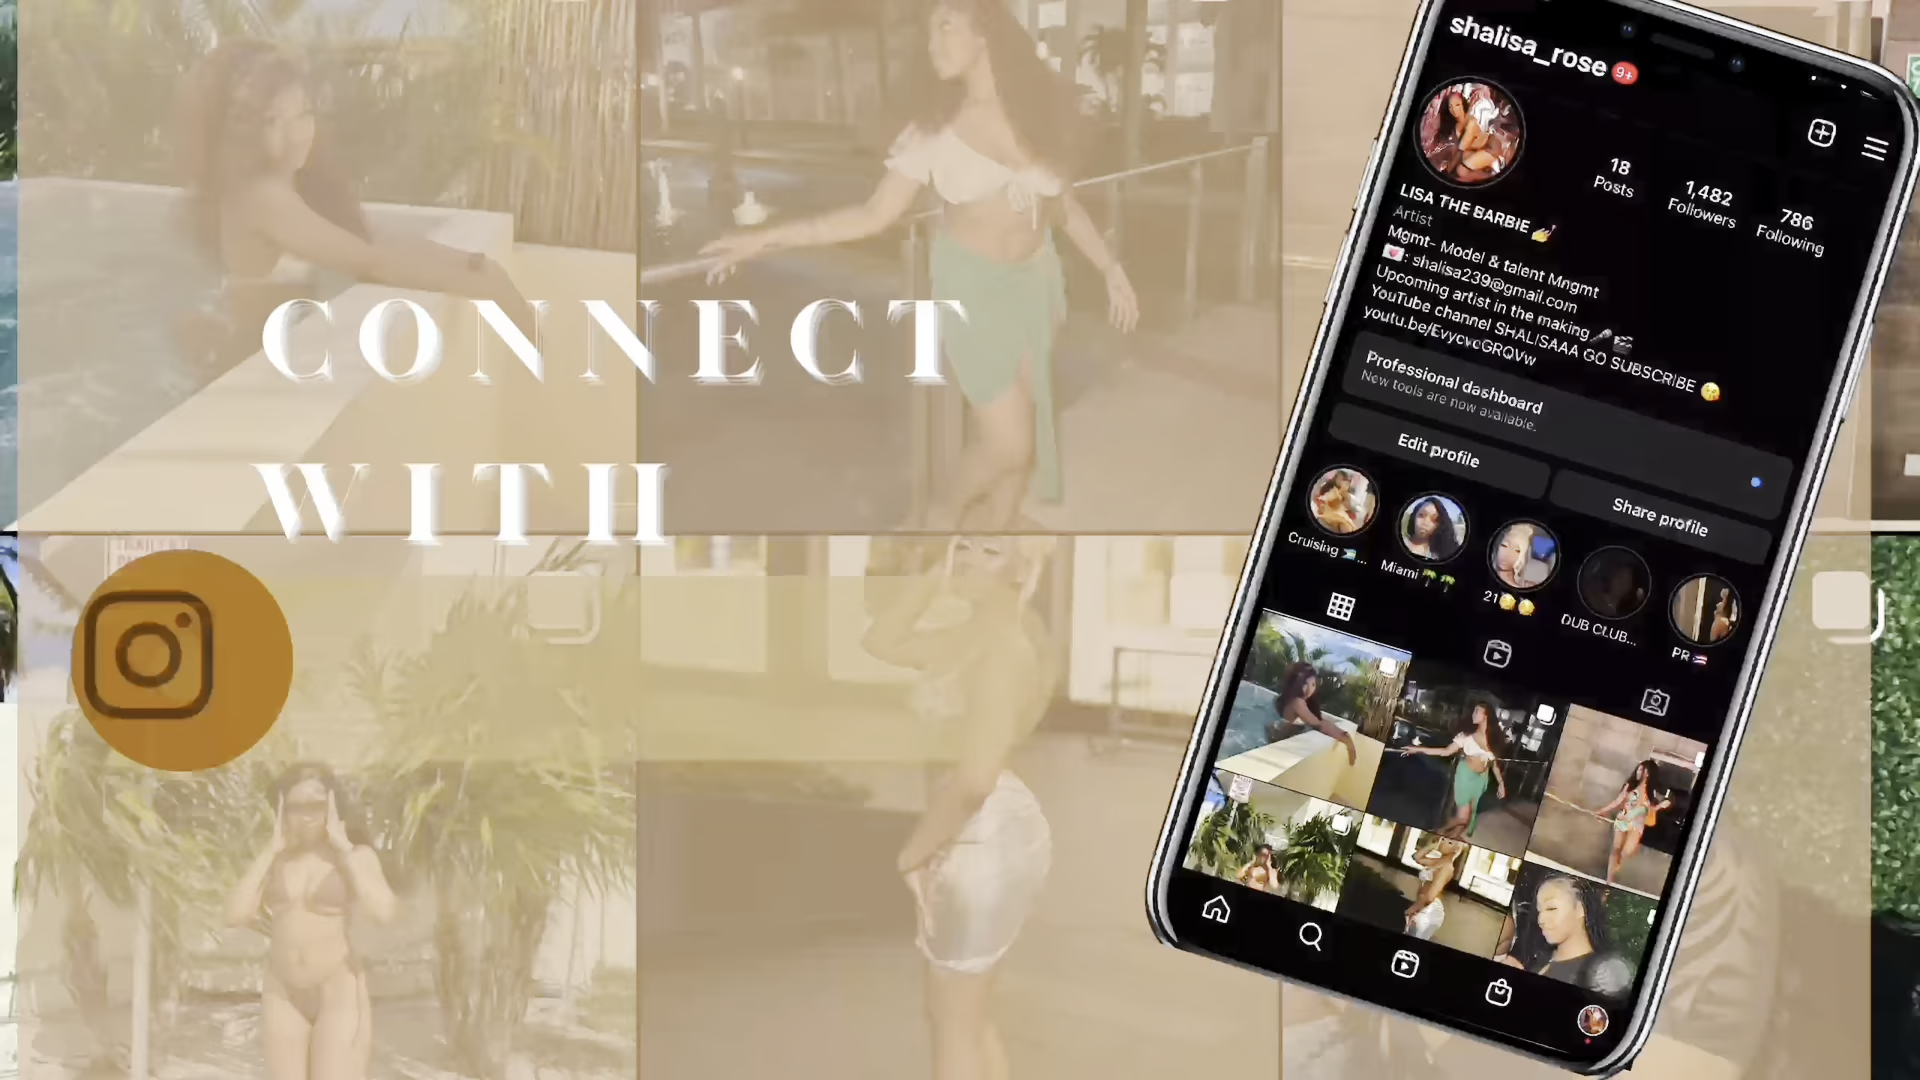 CONNECT
WITH
shalisa_rose 9+
18
Posts
1,482
Followers
786
Following
LISA THE BARBIE 💅
Artist
Mgmt- Model & talent Mngmt
💌: shalisa239@gmail.com
Upcoming artist in the making 🎤🎬
YouTube channel SHALISAAA GO SUBSCRIBE 😘
youtu.be/EvycvcGRQVw
Professional dashboard
New tools are now available.
Edit profile
Share profile
Cruising 🇧🇸...
Miami 🌴🌴
21🥳🥳
DUB CLUB...
PR 🇵🇷